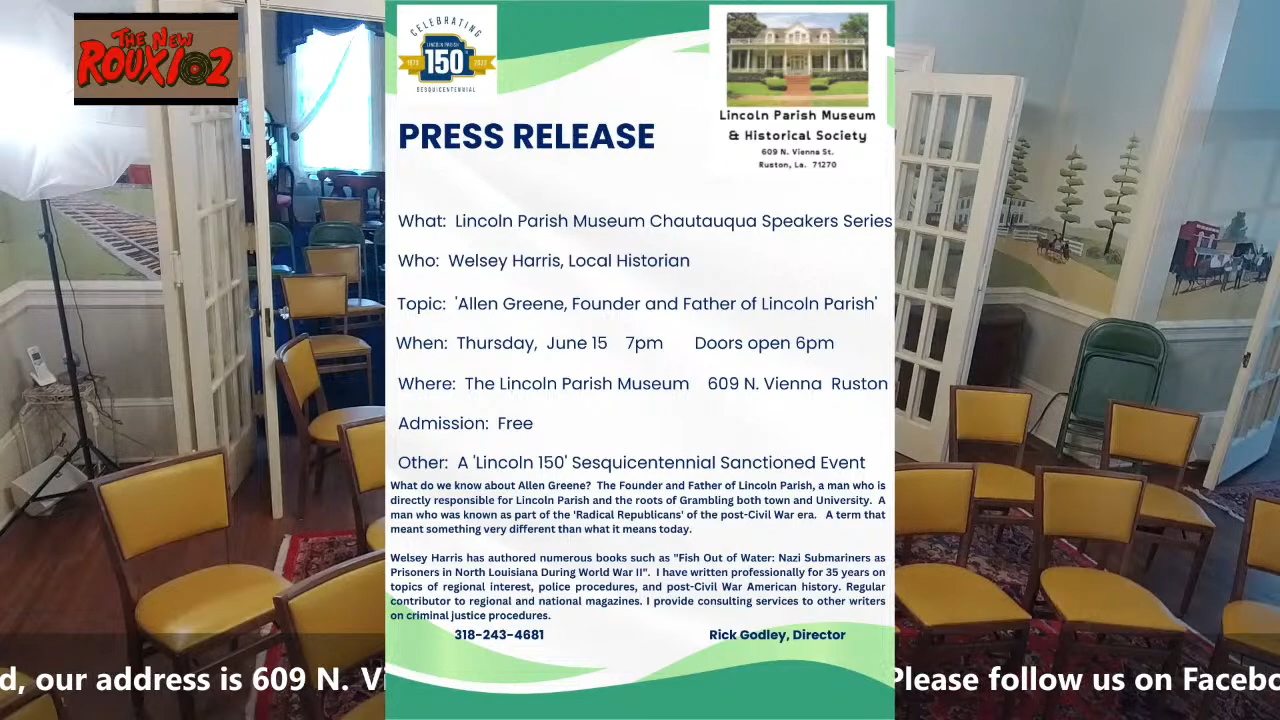 THE NEW
ROUX 102
CELEBRATING
LINCOLN PARISH
150
1873 2023
SESQUICENTENNIAL
Lincoln Parish Museum
& Historical Society
609 N. Vienna St.
Ruston, La. 71270
PRESS RELEASE
What: Lincoln Parish Museum Chautauqua Speakers Series
Who: Welsey Harris, Local Historian
Topic: 'Allen Greene, Founder and Father of Lincoln Parish'
When: Thursday, June 15 7pm Doors open 6pm
Where: The Lincoln Parish Museum 609 N. Vienna Ruston
Admission: Free
Other: A 'Lincoln 150' Sesquicentennial Sanctioned Event
What do we know about Allen Greene? The Founder and Father of Lincoln Parish, a man who is
directly responsible for Lincoln Parish and the roots of Grambling both town and University. A
man who was known as part of the 'Radical Republicans' of the post-Civil War era. A term that
meant something very different than what it means today.
Welsey Harris has authored numerous books such as "Fish Out of Water: Nazi Submariners as
Prisoners in North Louisiana During World War II". I have written professionally for 35 years on
topics of regional interest, police procedures, and post-Civil War American history. Regular
contributor to regional and national magazines. I provide consulting services to other writers
on criminal justice procedures.
318-243-4681 Rick Godley, Director
d, our address is 609 N. Vi
Please follow us on Facebo